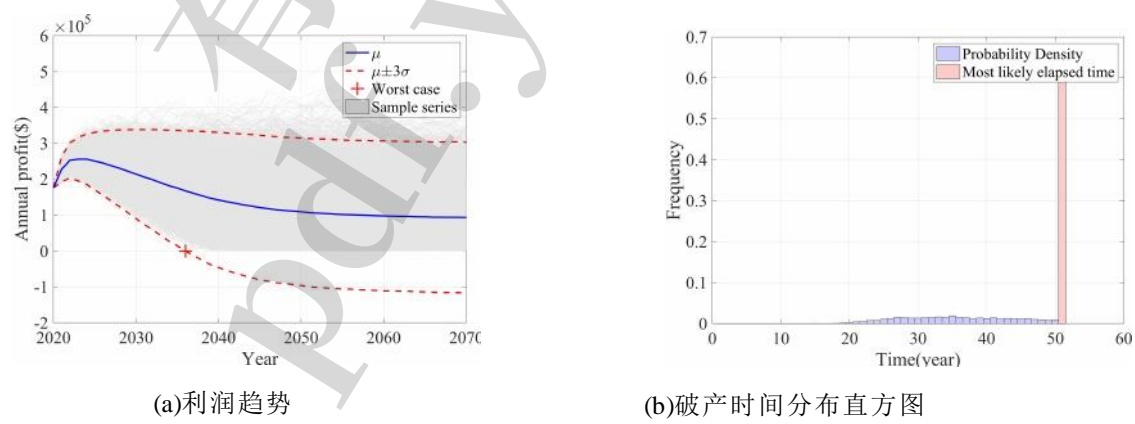 ×10^5
6
5
4
3
2
1
0
-1
-2
Annual profit($)
2020 2030 2040 2050 2060 2070
Year
μ
μ±3σ
Worst case
Sample series
(a)利润趋势
0.7
0.6
0.5
0.4
0.3
0.2
0.1
0
Frequency
0 10 20 30 40 50 60
Time(year)
Probability Density
Most likely elapsed time
(b)破产时间分布直方图
pdf.y